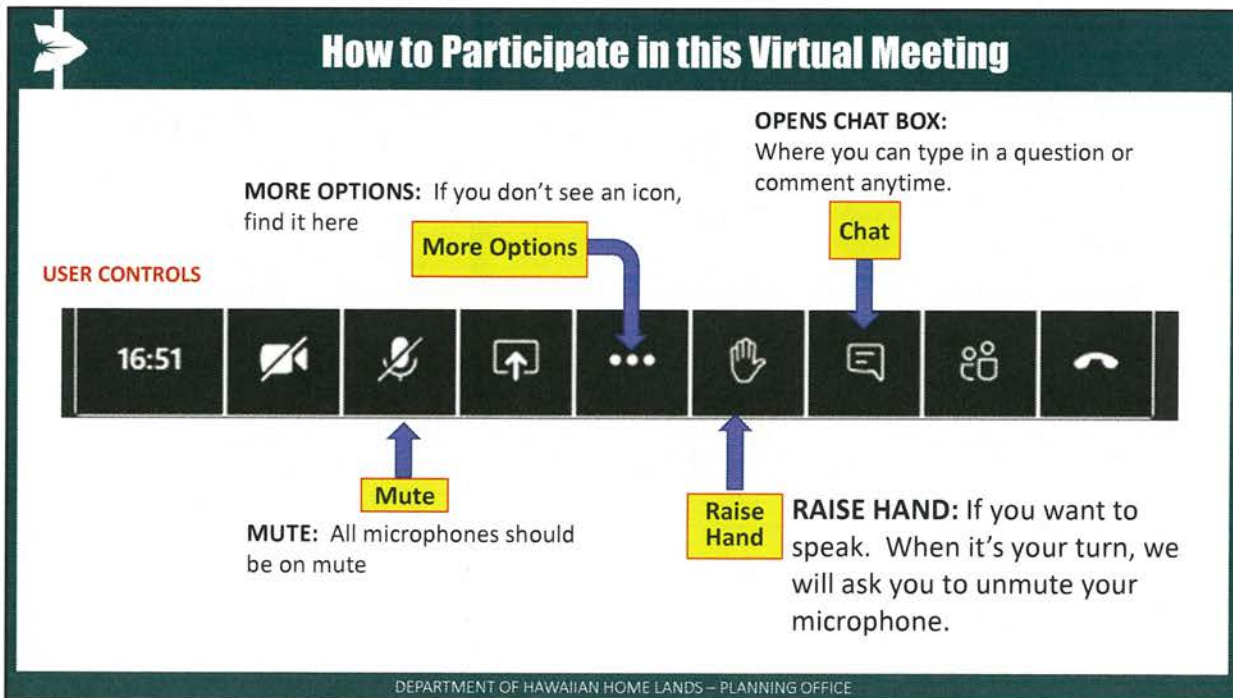 How to Participate in this Virtual Meeting
OPENS CHAT BOX:
Where you can type in a question or
comment anytime.
MORE OPTIONS: If you don't see an icon,
find it here
More Options
Chat
USER CONTROLS
16:51
Mute
MUTE: All microphones should
be on mute
Raise
Hand
RAISE HAND: If you want to
speak. When it's your turn, we
will ask you to unmute your
microphone.
DEPARTMENT OF HAWAIIAN HOME LANDS – PLANNING OFFICE